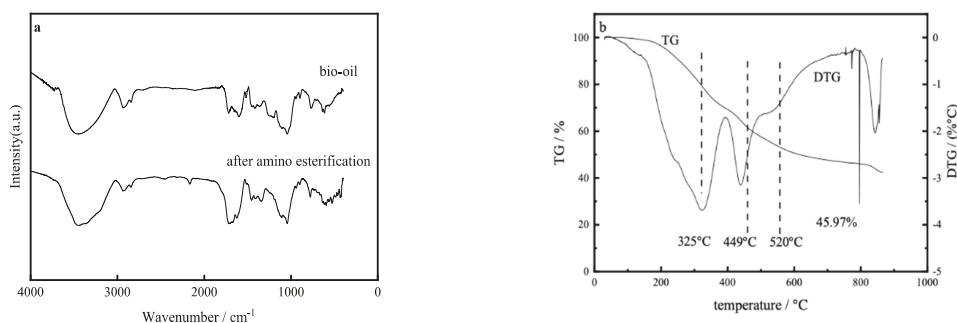 a
bio-oil
after amino esterification
Intensity(a.u.)
4000 3000 2000 1000 0
Wavenumber / cm⁻¹
b
TG
DTG
100
80
60
40
20
0
TG / %
0
-1
-2
-3
-4
-5
DTG / (%°C)
325°C 449°C 520°C
45.97%
0 200 400 600 800 1000
temperature / °C